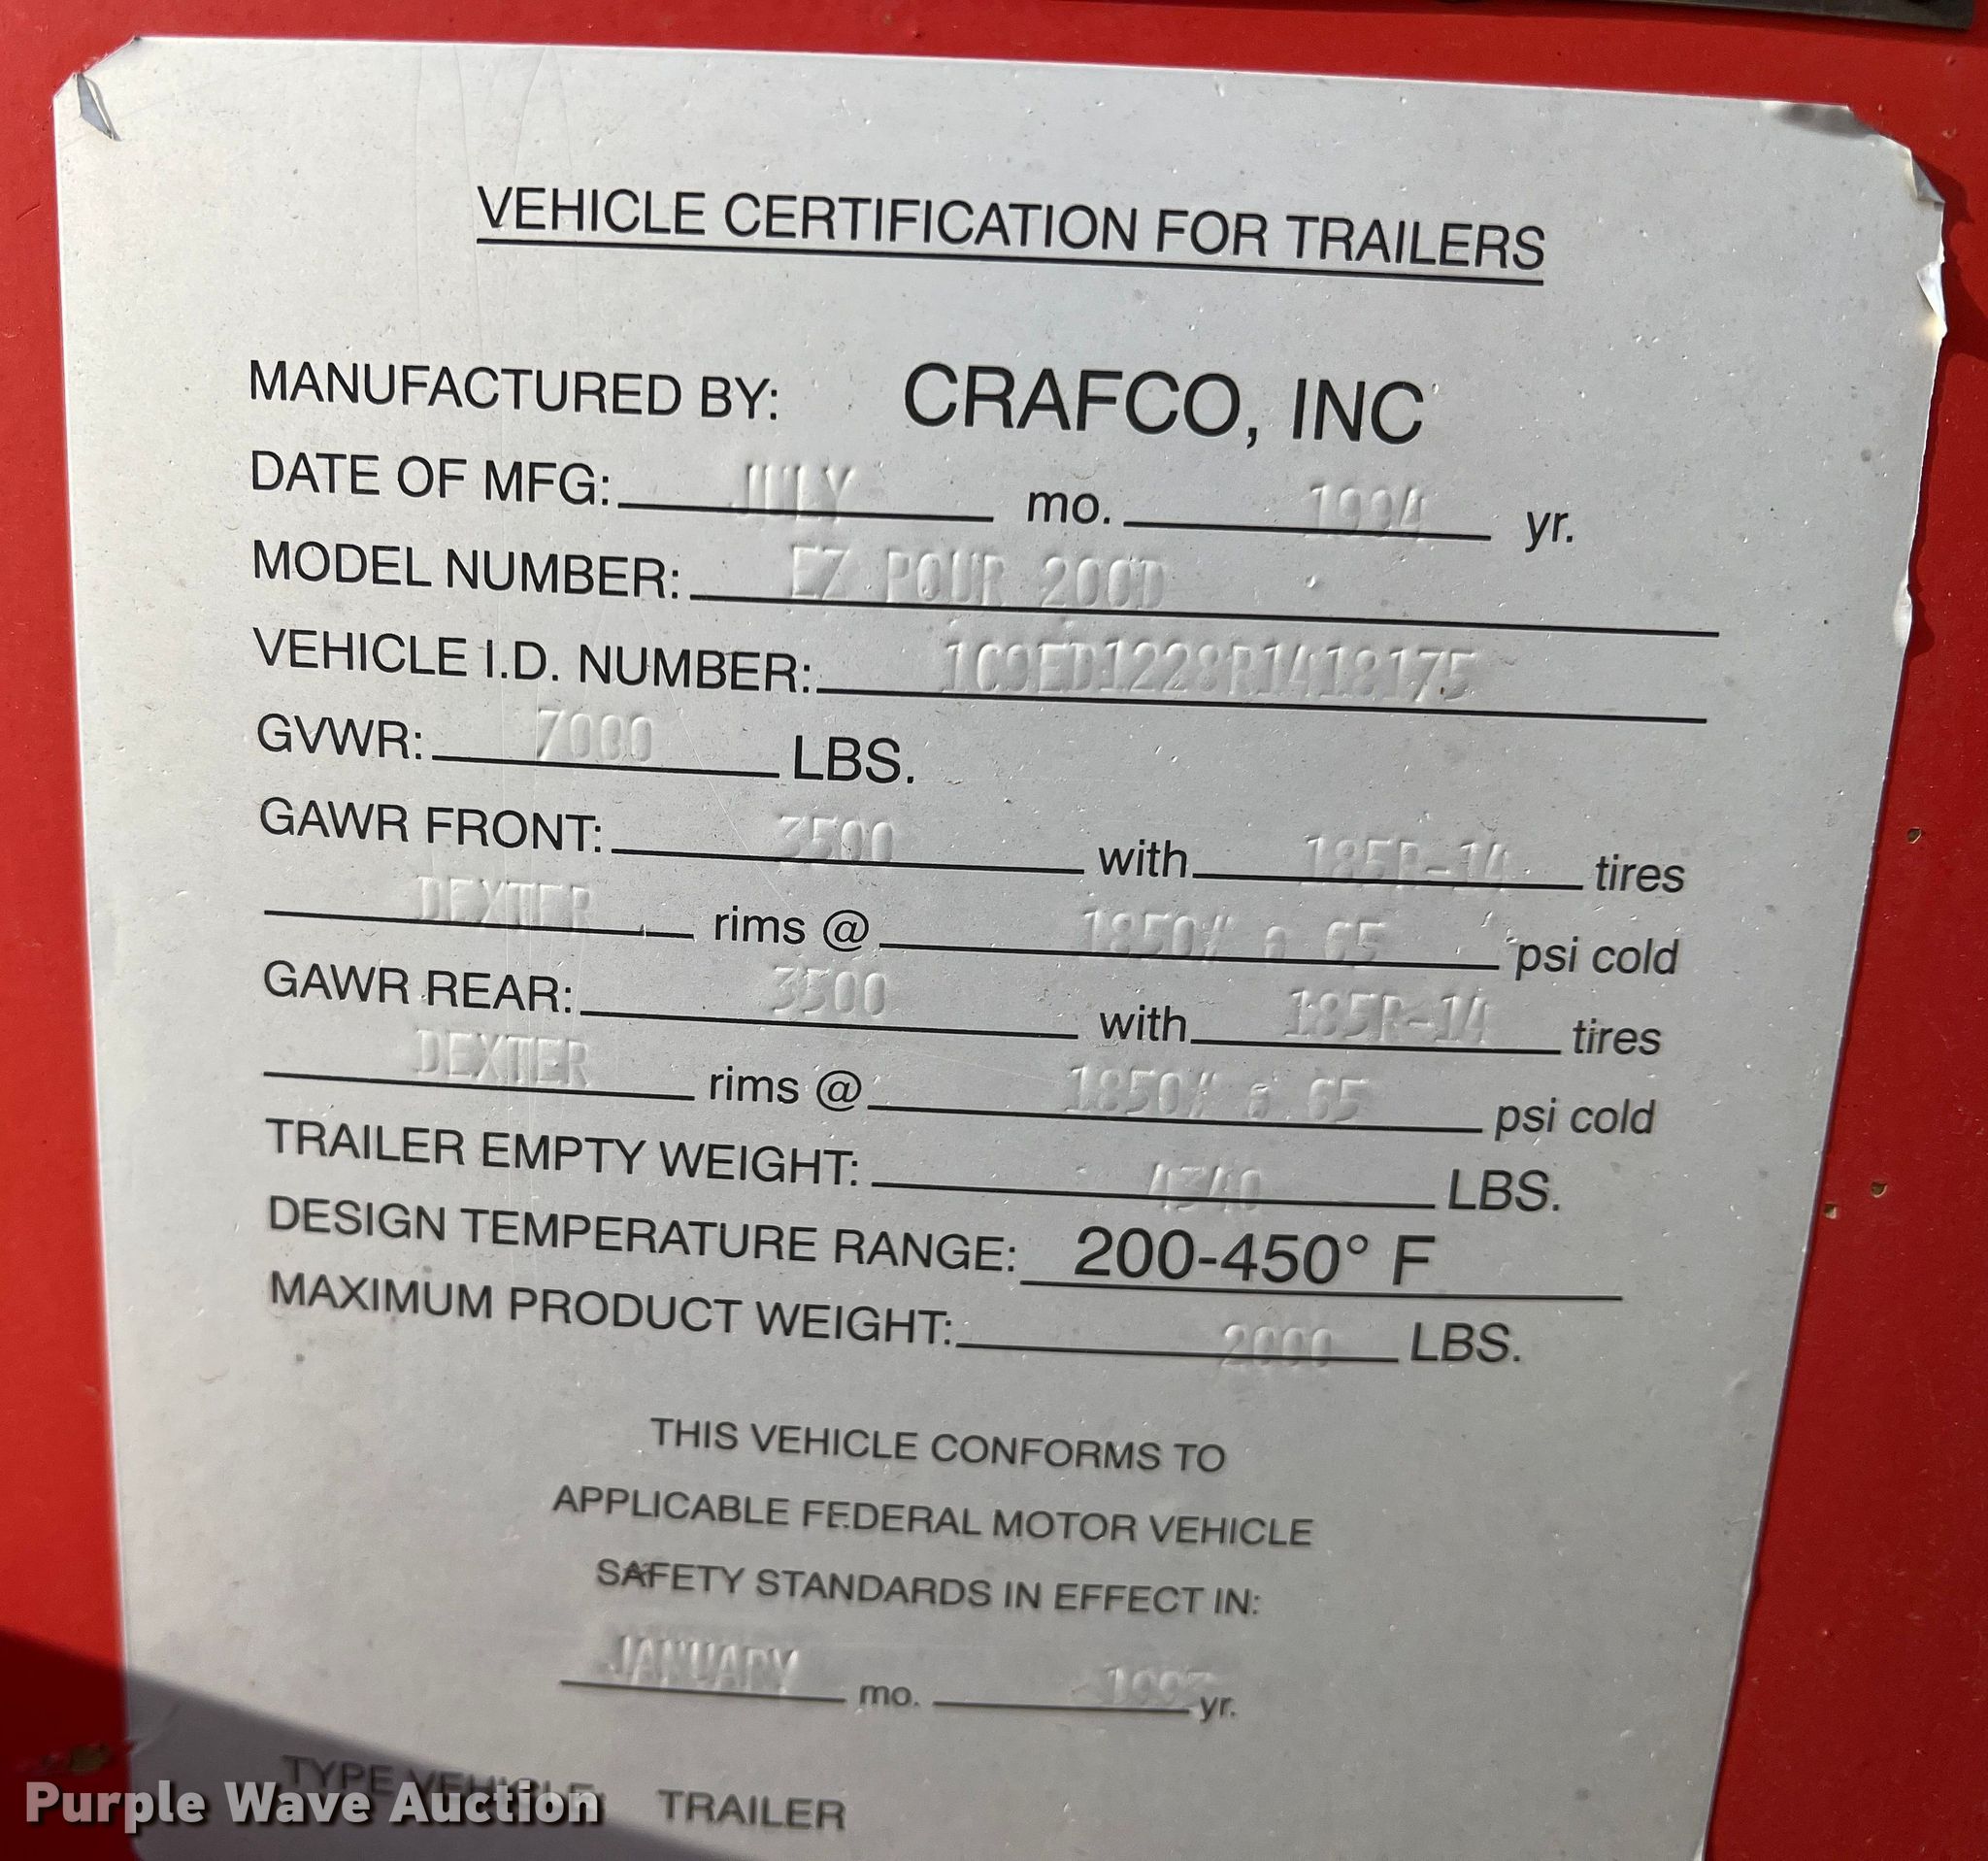 VEHICLE CERTIFICATION FOR TRAILERS
MANUFACTURED BY: CRAFCO, INC
DATE OF MFG: JULY mo. 1994 yr.
MODEL NUMBER: EZ POUR 200D
VEHICLE I.D. NUMBER: 1C9ED1228R1418175
GVWR: 7000 LBS.
GAWR FRONT: 3500 with 185R-14 tires
DEXTER rims @ 1850# @ 65 psi cold
GAWR REAR: 3500 with 185R-14 tires
DEXTER rims @ 1850# @ 65 psi cold
TRAILER EMPTY WEIGHT: 4340 LBS.
DESIGN TEMPERATURE RANGE: 200-450° F
MAXIMUM PRODUCT WEIGHT: 2000 LBS.
THIS VEHICLE CONFORMS TO
APPLICABLE FEDERAL MOTOR VEHICLE
SAFETY STANDARDS IN EFFECT IN:
JANUARY mo. 1993 yr.
TYPE VEHICLE: TRAILER
Purple Wave Auction